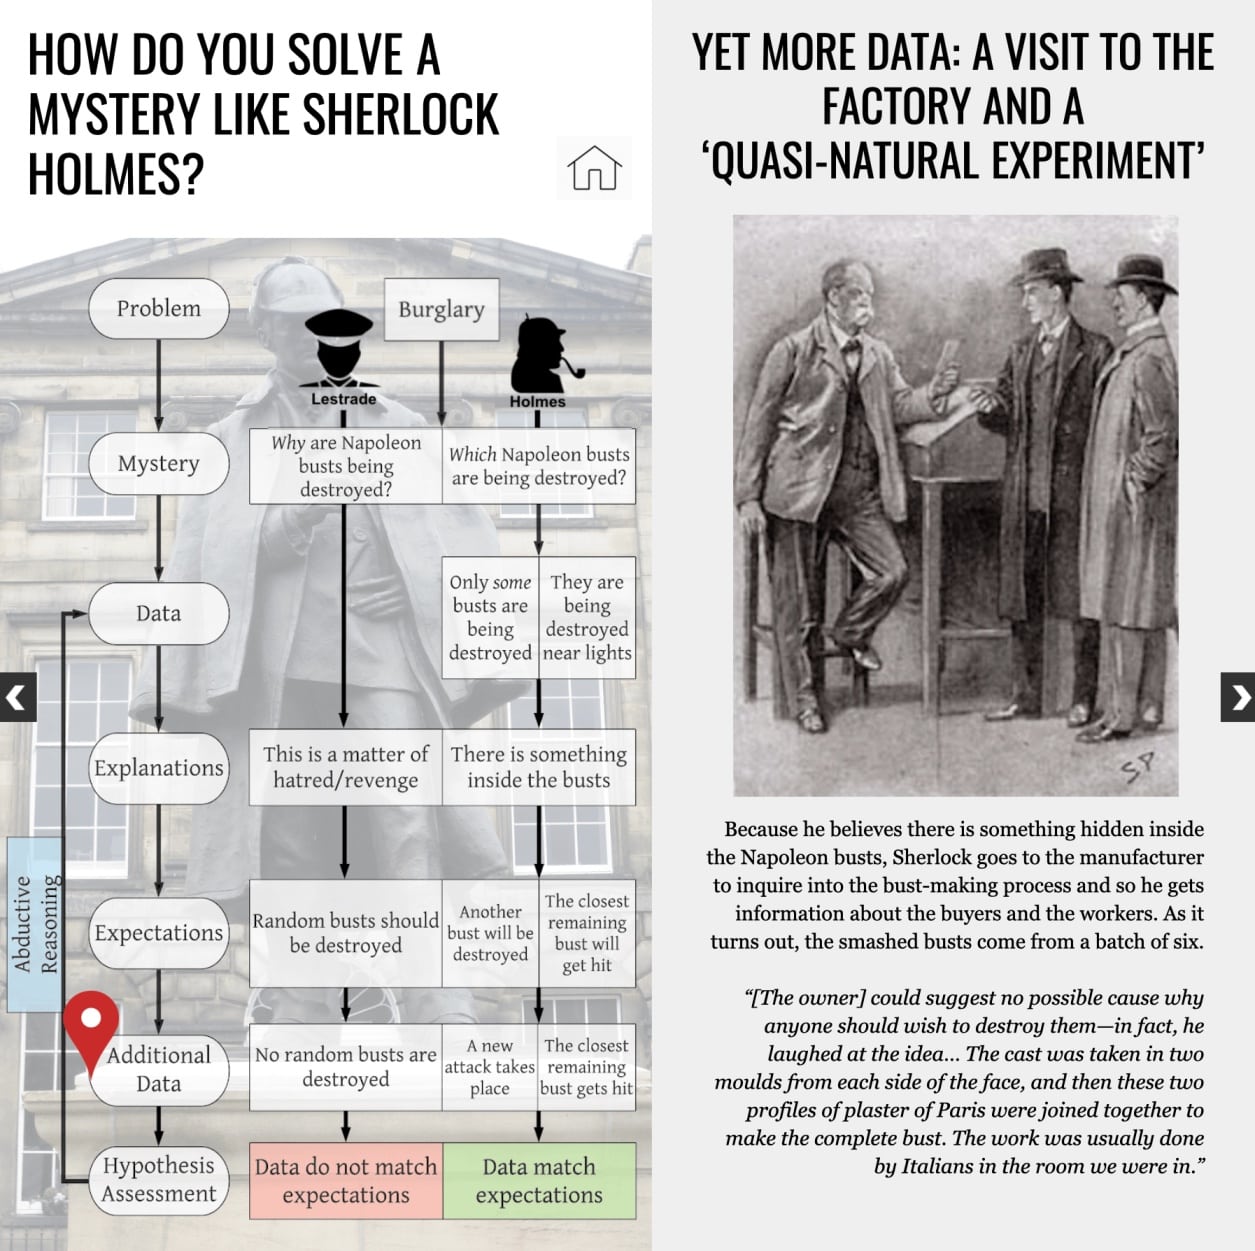 HOW DO YOU SOLVE A
MYSTERY LIKE SHERLOCK
HOLMES?
Problem
Burglary
Lestrade
Holmes
Mystery
Why are Napoleon
busts being
destroyed?
Which Napoleon busts
are being destroyed?
Data
Only some
busts are
being
destroyed
They are
being
destroyed
near lights
Explanations
This is a matter of
hatred/revenge
There is something
inside the busts
Abductive
Reasoning
Expectations
Random busts should
be destroyed
Another
bust will be
destroyed
The closest
remaining
bust will
get hit
Additional
Data
No random busts are
destroyed
A new
attack takes
place
The closest
remaining
bust gets hit
Hypothesis
Assessment
Data do not match
expectations
Data match
expectations
YET MORE DATA: A VISIT TO THE
FACTORY AND A
‘QUASI-NATURAL EXPERIMENT’
SP
Because he believes there is something hidden inside
the Napoleon busts, Sherlock goes to the manufacturer
to inquire into the bust-making process and so he gets
information about the buyers and the workers. As it
turns out, the smashed busts come from a batch of six.
“[The owner] could suggest no possible cause why
anyone should wish to destroy them—in fact, he
laughed at the idea... The cast was taken in two
moulds from each side of the face, and then these two
profiles of plaster of Paris were joined together to
make the complete bust. The work was usually done
by Italians in the room we were in.”